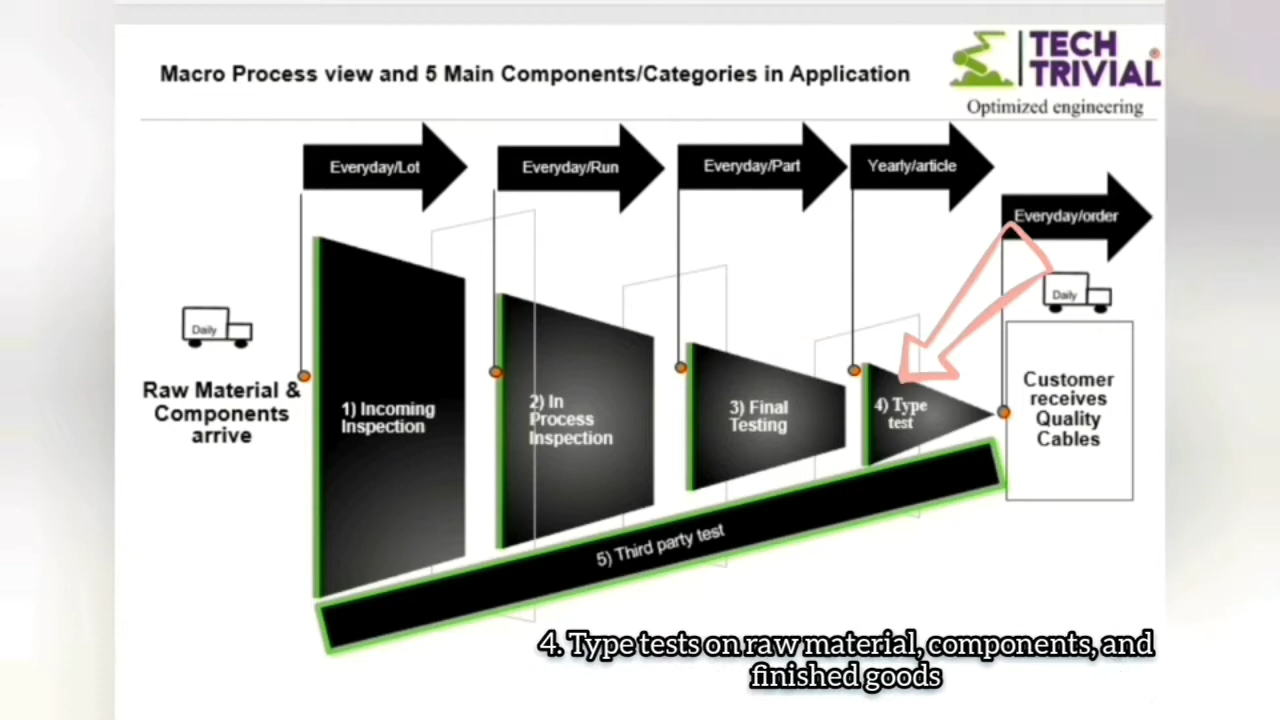 Macro Process view and 5 Main Components/Categories in Application
TECH
TRIVIAL
Optimized engineering
Everyday/Lot
Everyday/Run
Everyday/Part
Yearly/article
Everyday/order
Daily
Daily
Raw Material &
Components
arrive
1) Incoming
Inspection
2) In
Process
Inspection
3) Final
Testing
4) Type
test
Customer
receives
Quality
Cables
5) Third party test
4. Type tests on raw material, components, and
finished goods